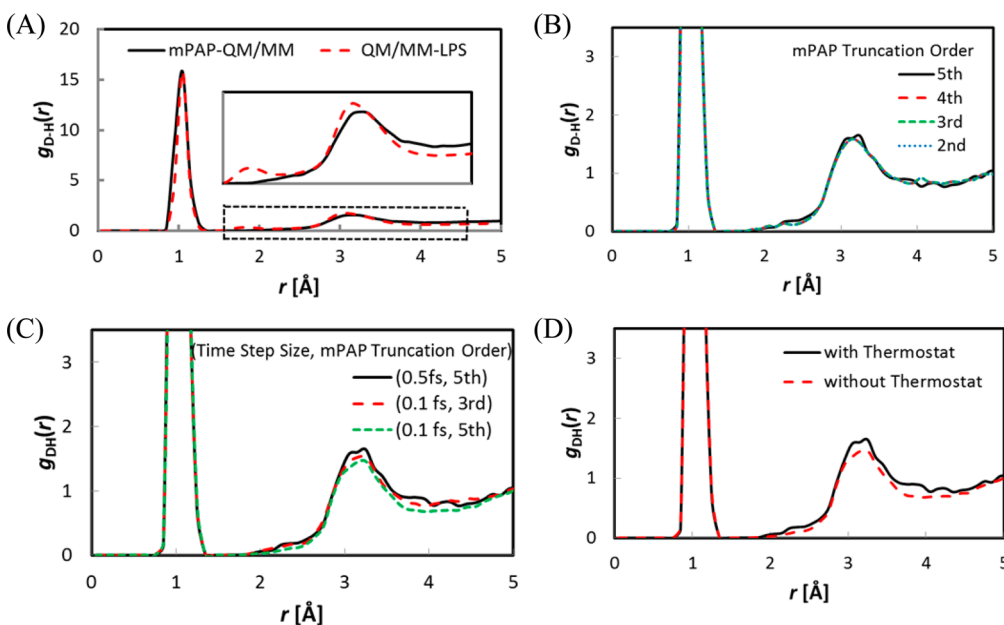 (A)
mPAP-QM/MM QM/MM-LPS
20
15
10
5
0
g_D-H(r)
0 1 2 3 4 5
r [Å]
(B)
mPAP Truncation Order
5th
4th
3rd
2nd
3
2
1
0
g_D-H(r)
0 1 2 3 4 5
r [Å]
(C)
(Time Step Size, mPAP Truncation Order)
(0.5fs, 5th)
(0.1 fs, 3rd)
(0.1 fs, 5th)
3
2
1
0
g_DH(r)
0 1 2 3 4 5
r [Å]
(D)
with Thermostat
without Thermostat
3
2
1
0
g_DH(r)
0 1 2 3 4 5
r [Å]